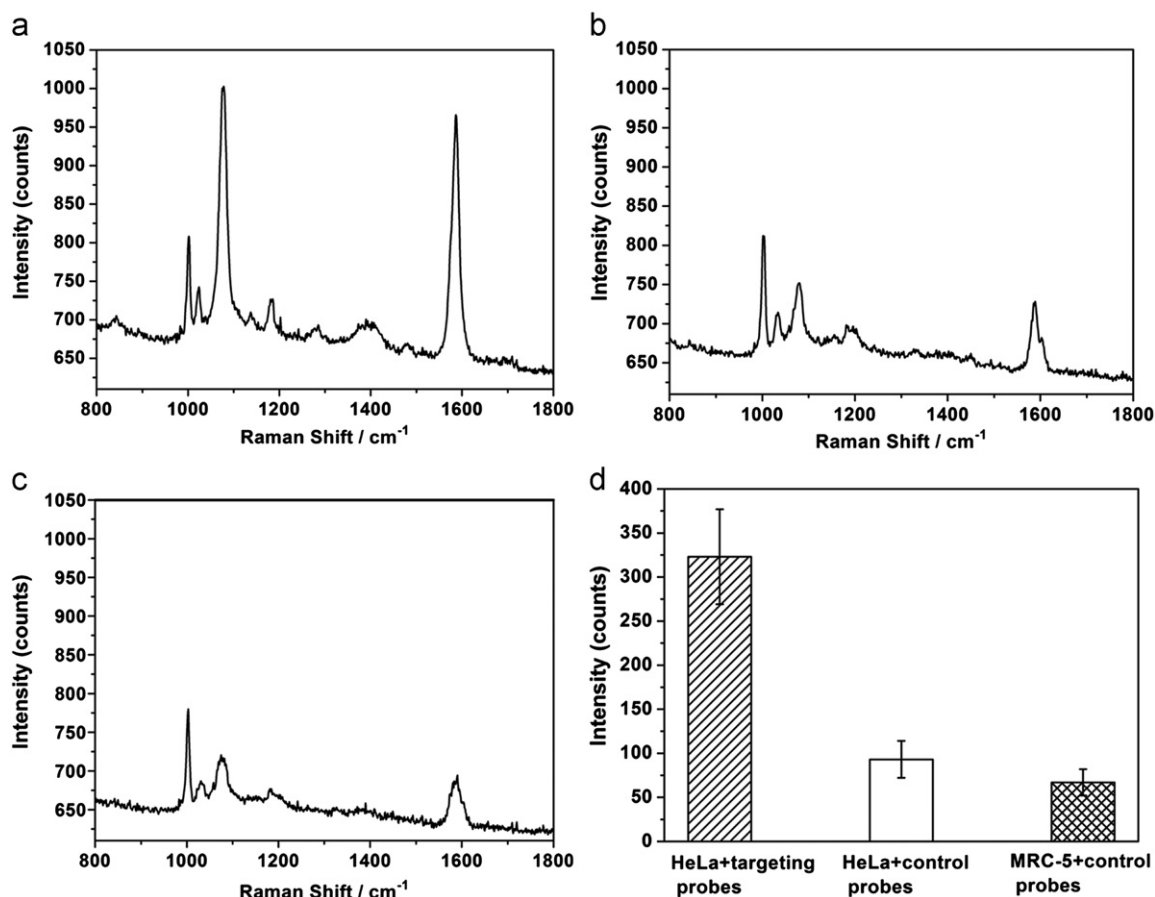 a
1050
1000
950
900
850
800
750
700
650
Intensity (counts)
800 1000 1200 1400 1600 1800
Raman Shift / cm-1
b
1050
1000
950
900
850
800
750
700
650
Intensity (counts)
800 1000 1200 1400 1600 1800
Raman Shift / cm-1
c
1050
1000
950
900
850
800
750
700
650
Intensity (counts)
800 1000 1200 1400 1600 1800
Raman Shift / cm-1
d
400
350
300
250
200
150
100
50
0
Intensity (counts)
HeLa+targeting
probes
HeLa+control
probes
MRC-5+control
probes